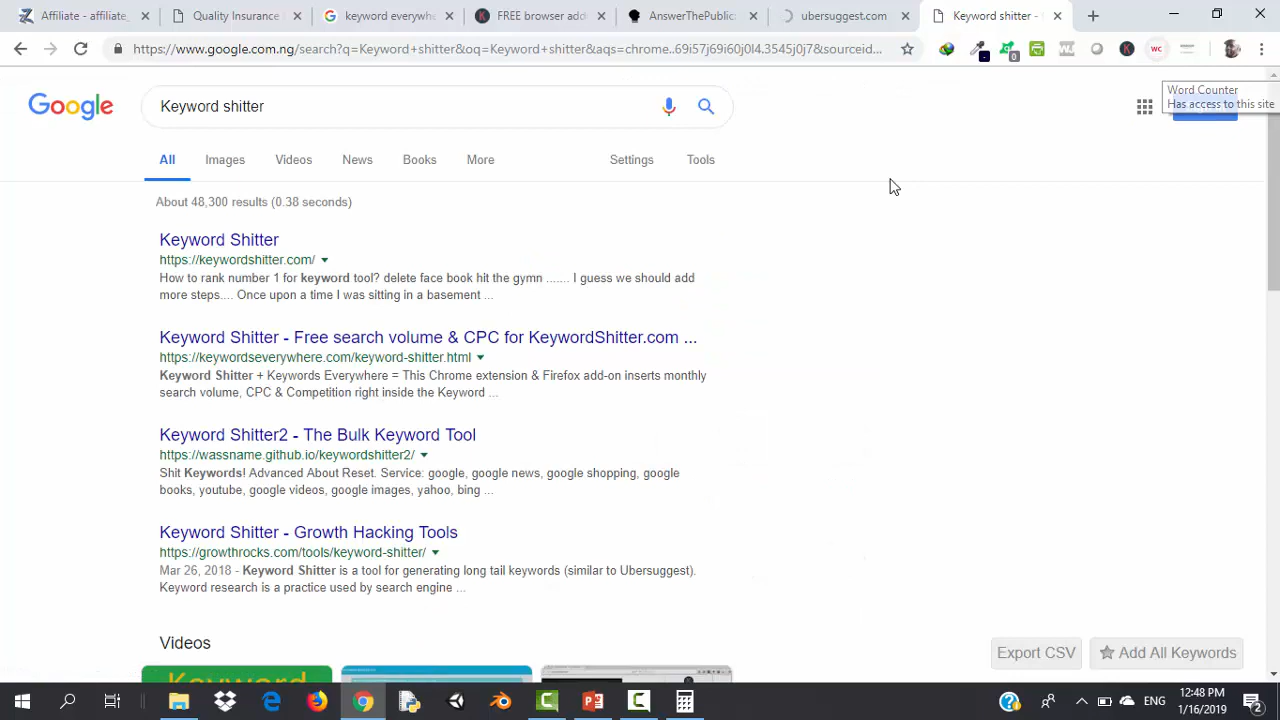 Affiliate - affiliate_
Quality Insurance
keyword everywhe
FREE browser add
AnswerThePublic:
ubersuggest.com
Keyword shitter -
https://www.google.com.ng/search?q=Keyword+shitter&oq=Keyword+shitter&aqs=chrome..69i57j69i60j0l4.3545j0j7&sourceid...
0
WJ
K
WC
Google
Keyword shitter
Word Counter
Has access to this site
All
Images
Videos
News
Books
More
Settings
Tools
About 48,300 results (0.38 seconds)
Keyword Shitter
https://keywordshitter.com/
How to rank number 1 for keyword tool? delete face book hit the gymn ....... I guess we should add
more steps.... Once upon a time I was sitting in a basement ...
Keyword Shitter - Free search volume & CPC for KeywordShitter.com ...
https://keywordseverywhere.com/keyword-shitter.html
Keyword Shitter + Keywords Everywhere = This Chrome extension & Firefox add-on inserts monthly
search volume, CPC & Competition right inside the Keyword ...
Keyword Shitter2 - The Bulk Keyword Tool
https://wassname.github.io/keywordshitter2/
Shit Keywords! Advanced About Reset. Service: google, google news, google shopping, google
books, youtube, google videos, google images, yahoo, bing ...
Keyword Shitter - Growth Hacking Tools
https://growthrocks.com/tools/keyword-shitter/
Mar 26, 2018 - Keyword Shitter is a tool for generating long tail keywords (similar to Ubersuggest).
Keyword research is a practice used by search engine ...
Videos
Export CSV
Add All Keywords
Keyword
ENG
12:48 PM
1/16/2019
2